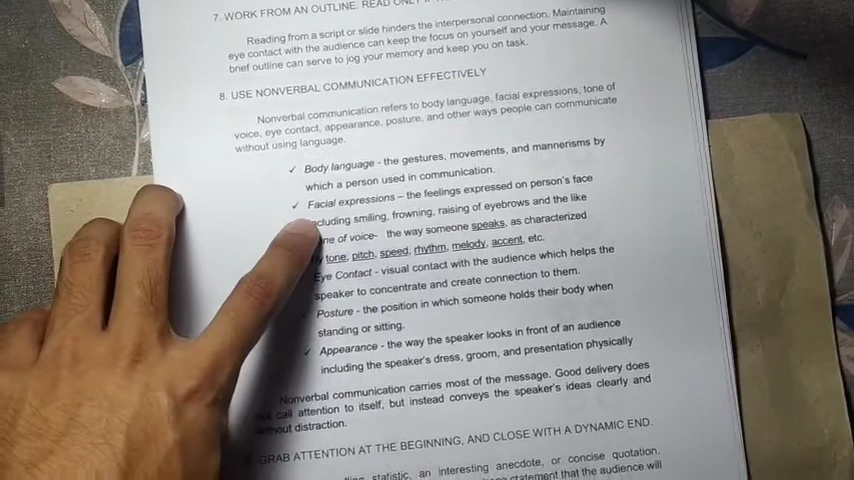 7. WORK FROM AN OUTLINE. READ ONLY
Reading from a script or slide hinders the interpersonal connection. Maintaining
eye contact with the audience can keep the focus on yourself and your message. A
brief outline can serve to jog your memory and keep you on task.
8. USE NONVERBAL COMMUNICATION EFFECTIVELY
Nonverbal communication refers to body language, facial expressions, tone of
voice, eye contact, appearance, posture, and other ways people can communicate
without using language.
✓ Body language - the gestures, movements, and mannerisms by
which a person used in communication.
✓ Facial expressions – the feelings expressed on person's face
including smiling, frowning, raising of eyebrows and the like
ne of voice- the way someone speaks, as characterized
tone, pitch, speed, rhythm, melody, accent, etc.
Eye Contact - visual contact with the audience which helps the
speaker to concentrate and create connection to them.
Posture - the position in which someone holds their body when
standing or sitting.
✓ Appearance - the way the speaker looks in front of an audience
including the speaker's dress, groom, and presentation physically
Nonverbal communication carries most of the message. Good delivery does
not call attention to itself, but instead conveys the speaker's ideas clearly and
without distraction.
GRAB ATTENTION AT THE BEGINNING, AND CLOSE WITH A DYNAMIC END.
statistic, an interesting anecdote, or concise quotation.
statement that the audience will